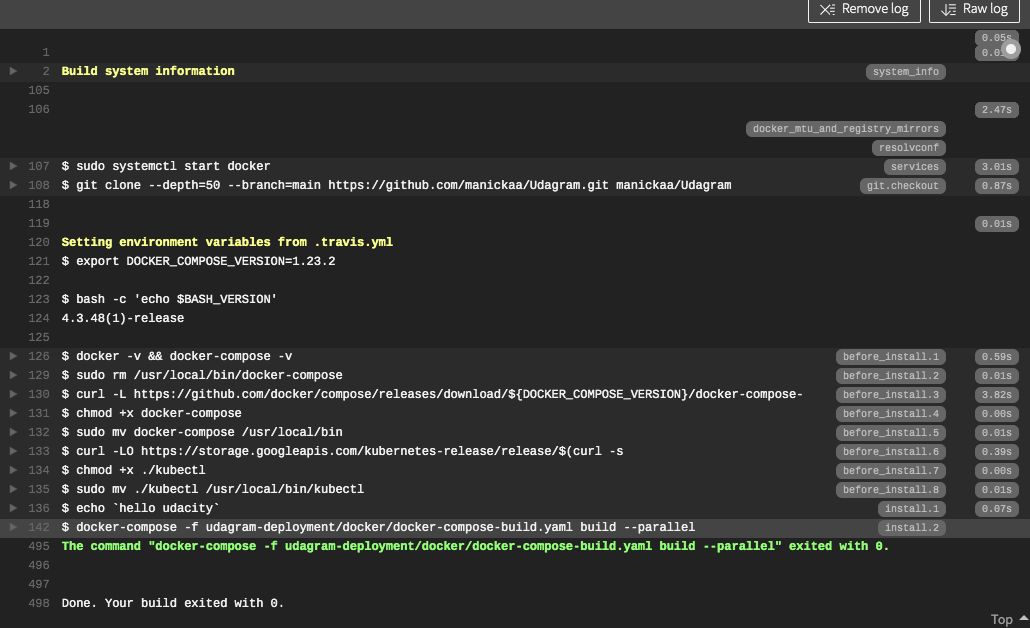 Remove log Raw log
0.05s
1
2 Build system information system_info
105
106 2.47s
docker_mtu_and_registry_mirrors
resolvconf
107 $ sudo systemctl start docker services 3.01s
108 $ git clone --depth=50 --branch=main https://github.com/manickaa/Udagram.git manickaa/Udagram git.checkout 0.87s
118
119 0.01s
120 Setting environment variables from .travis.yml
121 $ export DOCKER_COMPOSE_VERSION=1.23.2
122
123 $ bash -c 'echo $BASH_VERSION'
124 4.3.48(1)-release
125
126 $ docker -v && docker-compose -v before_install.1 0.59s
129 $ sudo rm /usr/local/bin/docker-compose before_install.2 0.01s
130 $ curl -L https://github.com/docker/compose/releases/download/${DOCKER_COMPOSE_VERSION}/docker-compose- before_install.3 3.82s
131 $ chmod +x docker-compose before_install.4 0.00s
132 $ sudo mv docker-compose /usr/local/bin before_install.5 0.01s
133 $ curl -LO https://storage.googleapis.com/kubernetes-release/release/$(curl -s before_install.6 0.39s
134 $ chmod +x ./kubectl before_install.7 0.00s
135 $ sudo mv ./kubectl /usr/local/bin/kubectl before_install.8 0.01s
136 $ echo `hello udacity` install.1 0.07s
142 $ docker-compose -f udagram-deployment/docker/docker-compose-build.yaml build --parallel install.2
495 The command "docker-compose -f udagram-deployment/docker/docker-compose-build.yaml build --parallel" exited with 0.
496
497
498 Done. Your build exited with 0.
Top